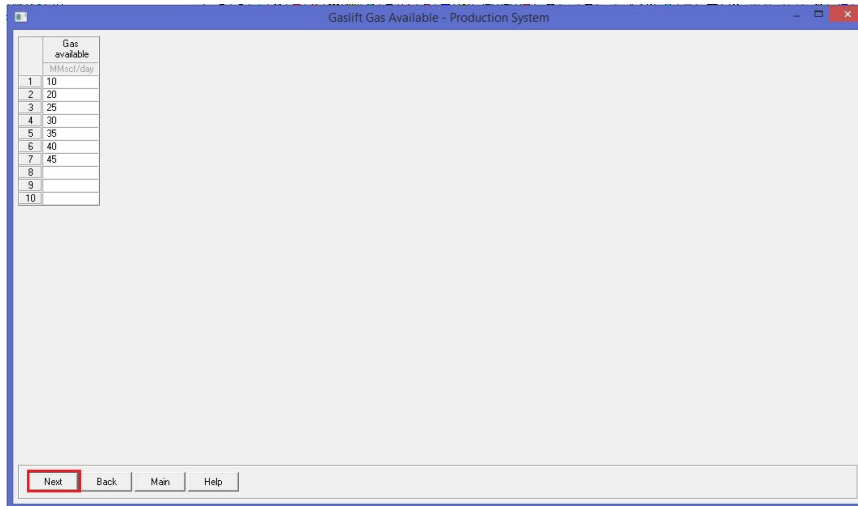 Gaslift Gas Available - Production System
Gas
available
MMscf/day
1 10
2 20
3 25
4 30
5 35
6 40
7 45
8
9
10
Next Back Main Help